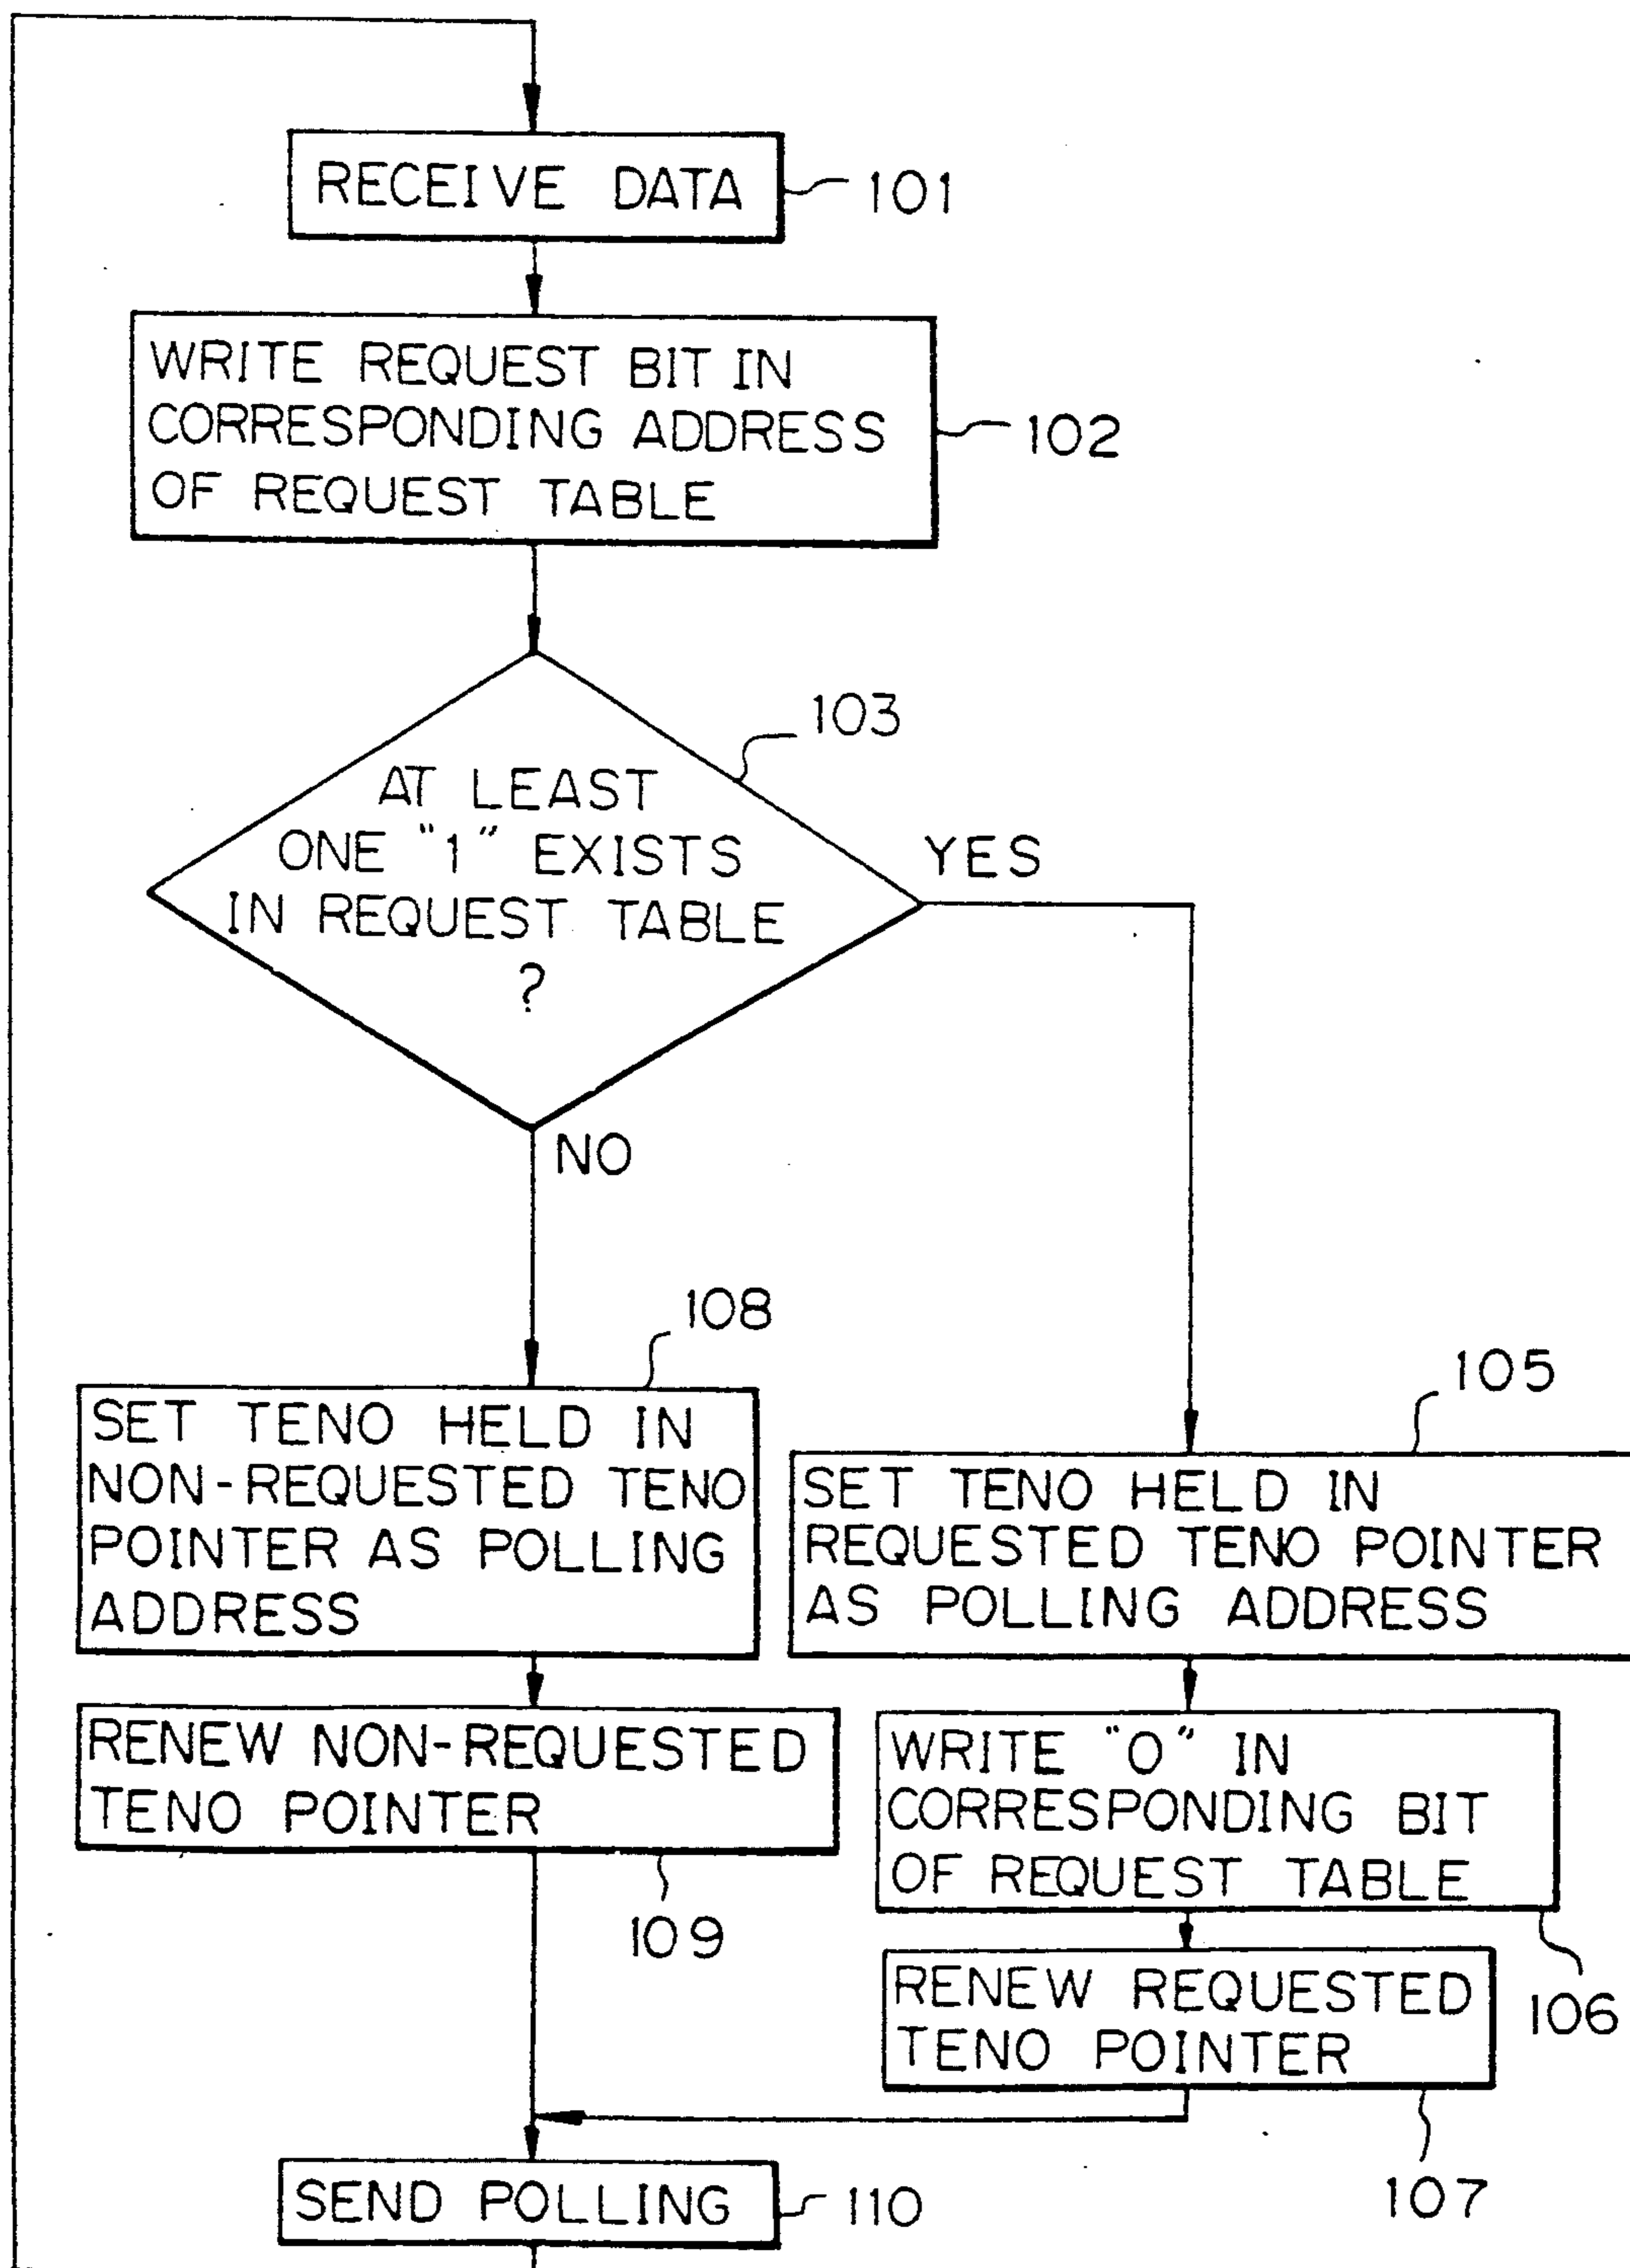 RECEIVE DATA
101
WRITE REQUEST BIT IN
CORRESPONDING ADDRESS
OF REQUEST TABLE
102
103
AT LEAST
ONE "1" EXISTS
IN REQUEST TABLE
?
YES
NO
108
SET TENO HELD IN
NON-REQUESTED TENO
POINTER AS POLLING
ADDRESS
105
SET TENO HELD IN
REQUESTED TENO POINTER
AS POLLING ADDRESS
RENEW NON-REQUESTED
TENO POINTER
109
WRITE "0" IN
CORRESPONDING BIT
OF REQUEST TABLE
106
RENEW REQUESTED
TENO POINTER
107
SEND POLLING
110